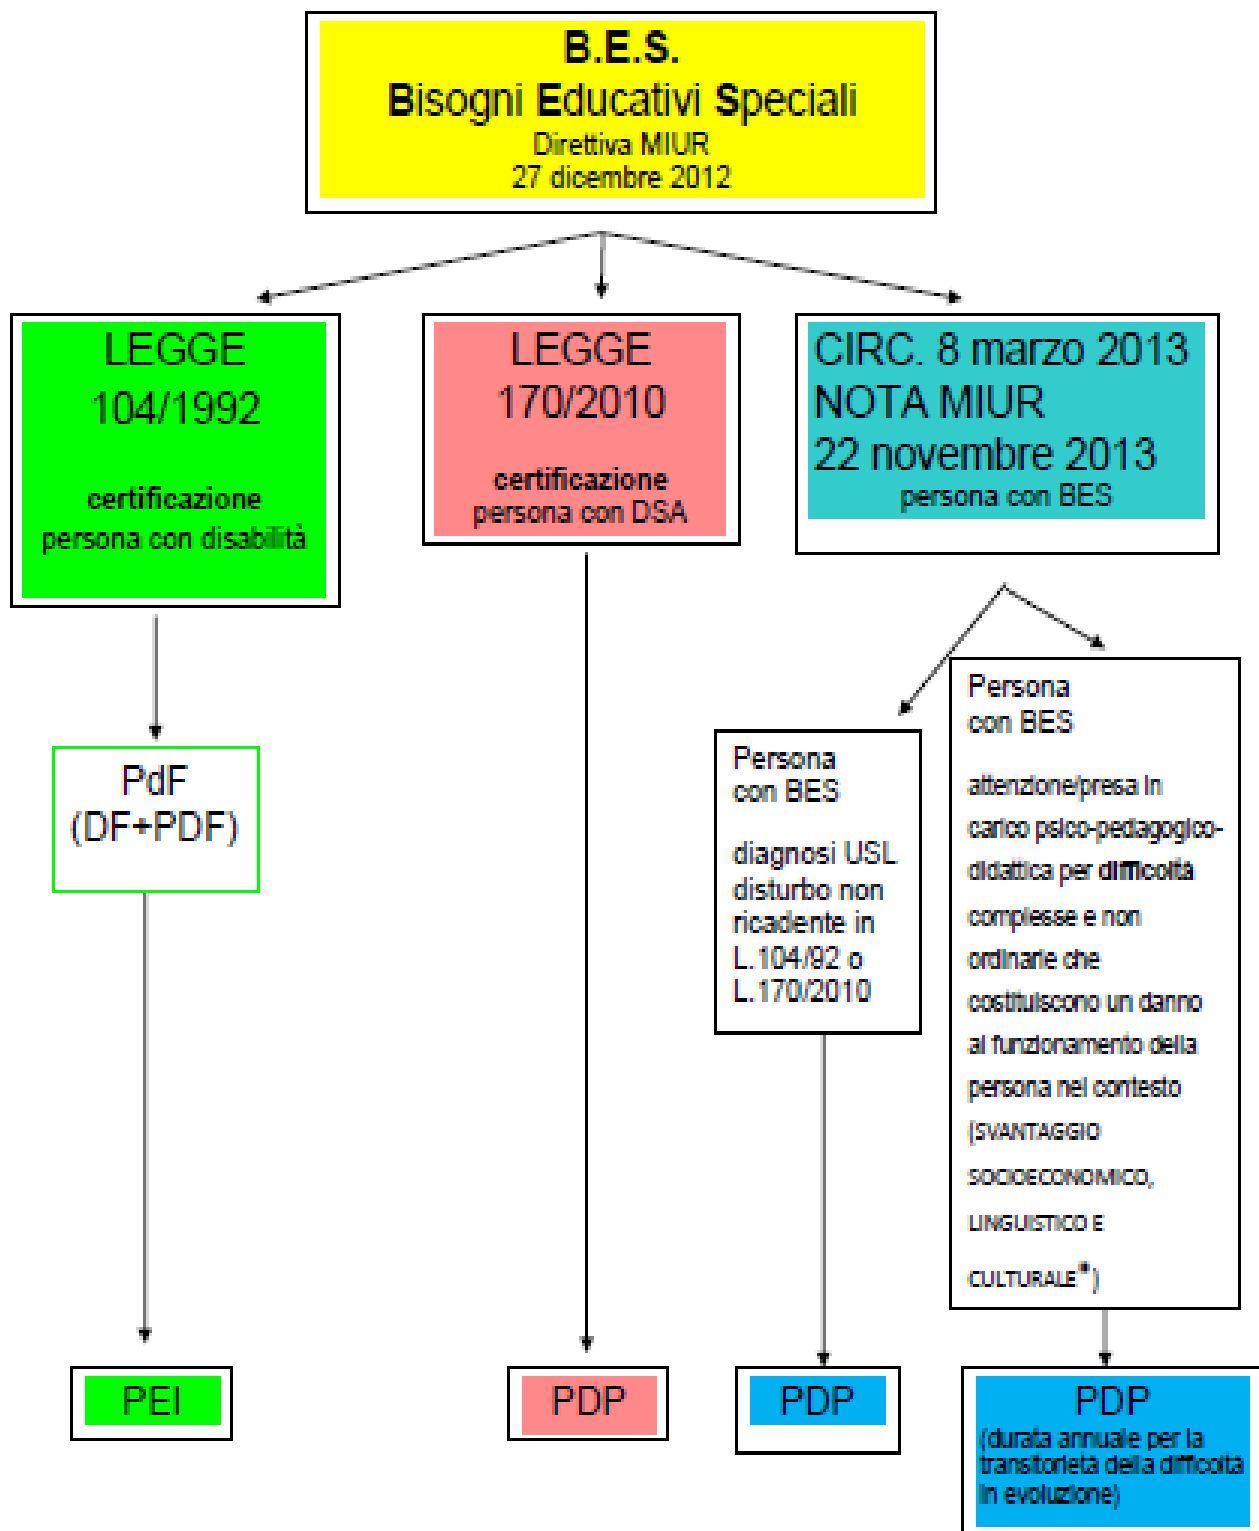 B.E.S.
Bisogni Educativi Speciali
Direttiva MIUR
27 dicembre 2012
LEGGE
104/1992
certificazione
persona con disabilità
LEGGE
170/2010
certificazione
persona con DSA
CIRC. 8 marzo 2013
NOTA MIUR
22 novembre 2013
persona con BES
PdF
(DF+PDF)
Persona
con BES
diagnosi USL
disturbo non
ricadente in
L.104/92 o
L.170/2010
Persona
con BES
attenzione/presa in
carico psico-pedagogico-
didattica per difficoltà
complesse e non
ordinarie che
costituiscono un danno
al funzionamento della
persona nel contesto
(SVANTAGGIO
SOCIOECONOMICO,
LINGUISTICO E
CULTURALE*)
PEI
PDP
PDP
PDP
(durata annuale per la
transitorietà della difficoltà
in evoluzione)